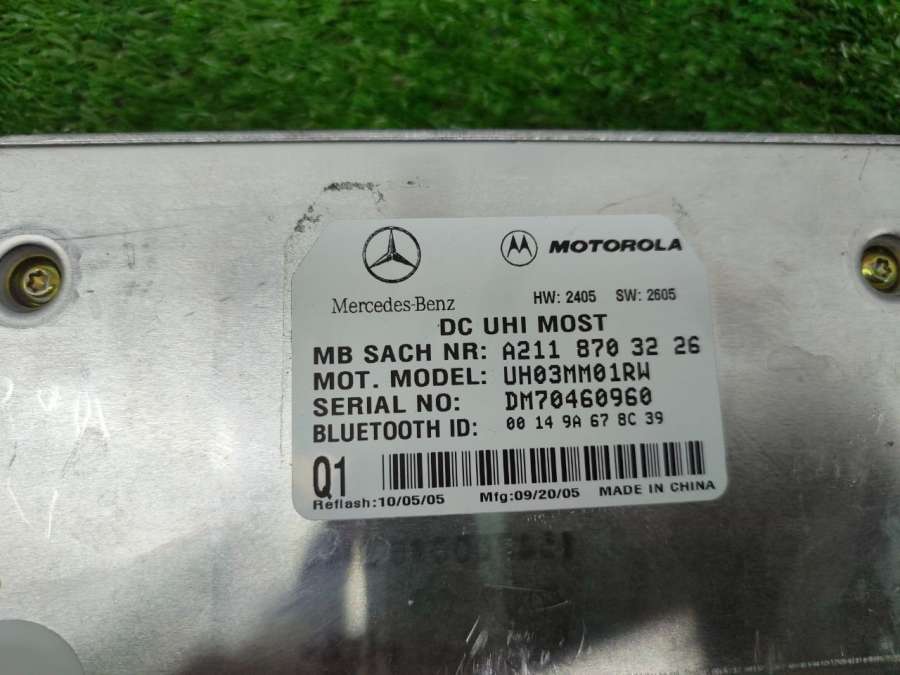 MOTOROLA
Mercedes-Benz
HW: 2405 SW: 2605
DC UHI MOST
MB SACH NR: A211 870 32 26
MOT. MODEL: UH03MM01RW
SERIAL NO: DM70460960
BLUETOOTH ID: 00 14 9A 67 8C 39
Q1
Reflash:10/05/05 Mfg:09/20/05 MADE IN CHINA